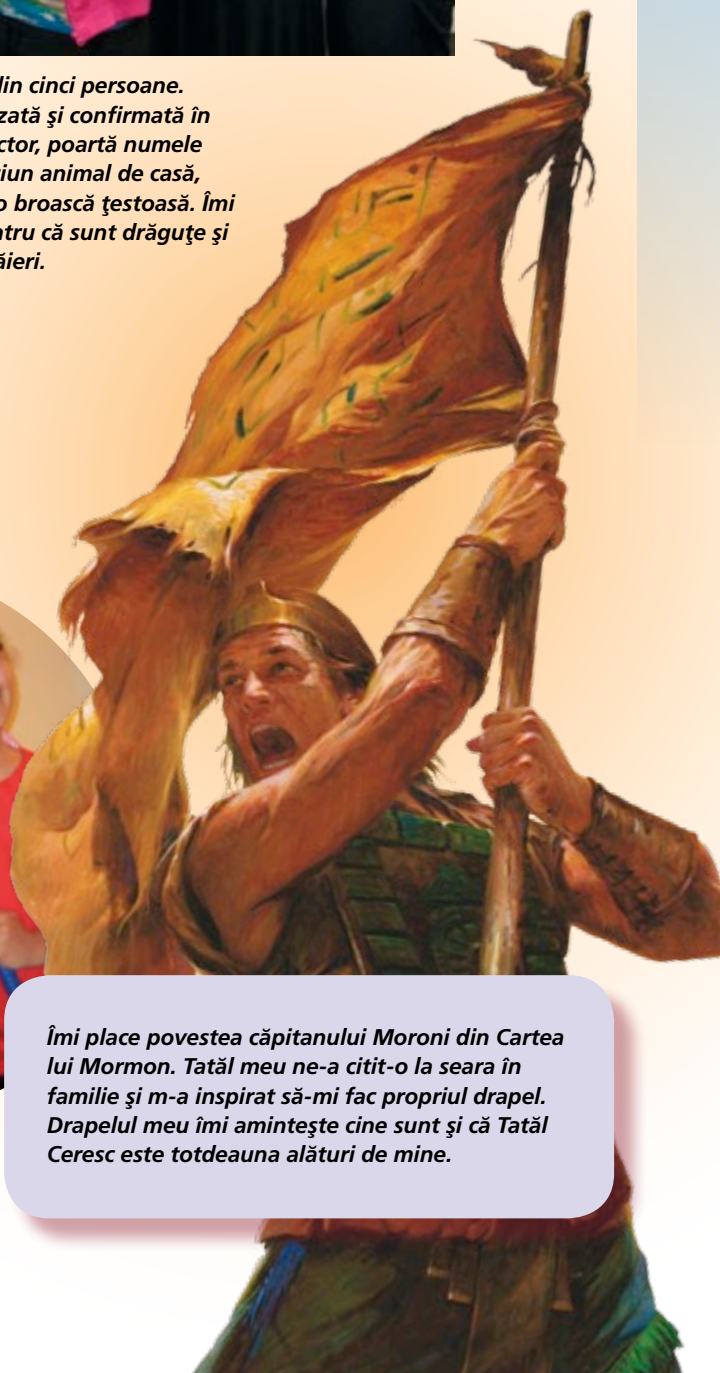 din cinci persoane.
zată şi confirmată în
ctor, poartă numele
iun animal de casă,
o broască ţestoasă. Îmi
tru că sunt drăguţe şi
ăieri.
Îmi place povestea căpitanului Moroni din Cartea
lui Mormon. Tatăl meu ne-a citit-o la seara în
familie şi m-a inspirat să-mi fac propriul drapel.
Drapelul meu îmi aminteşte cine sunt şi că Tatăl
Ceresc este totdeauna alături de mine.